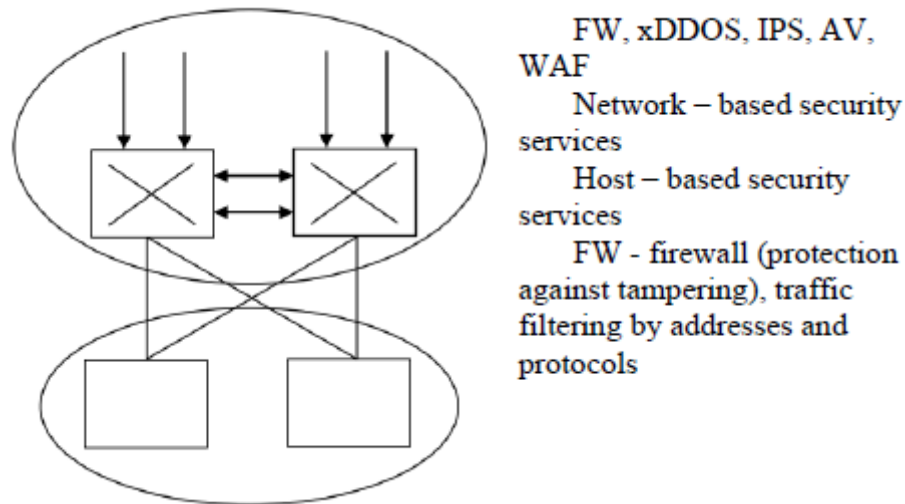 FW, xDDOS, IPS, AV,
WAF
Network – based security
services
Host – based security
services
FW - firewall (protection
against tampering), traffic
filtering by addresses and
protocols